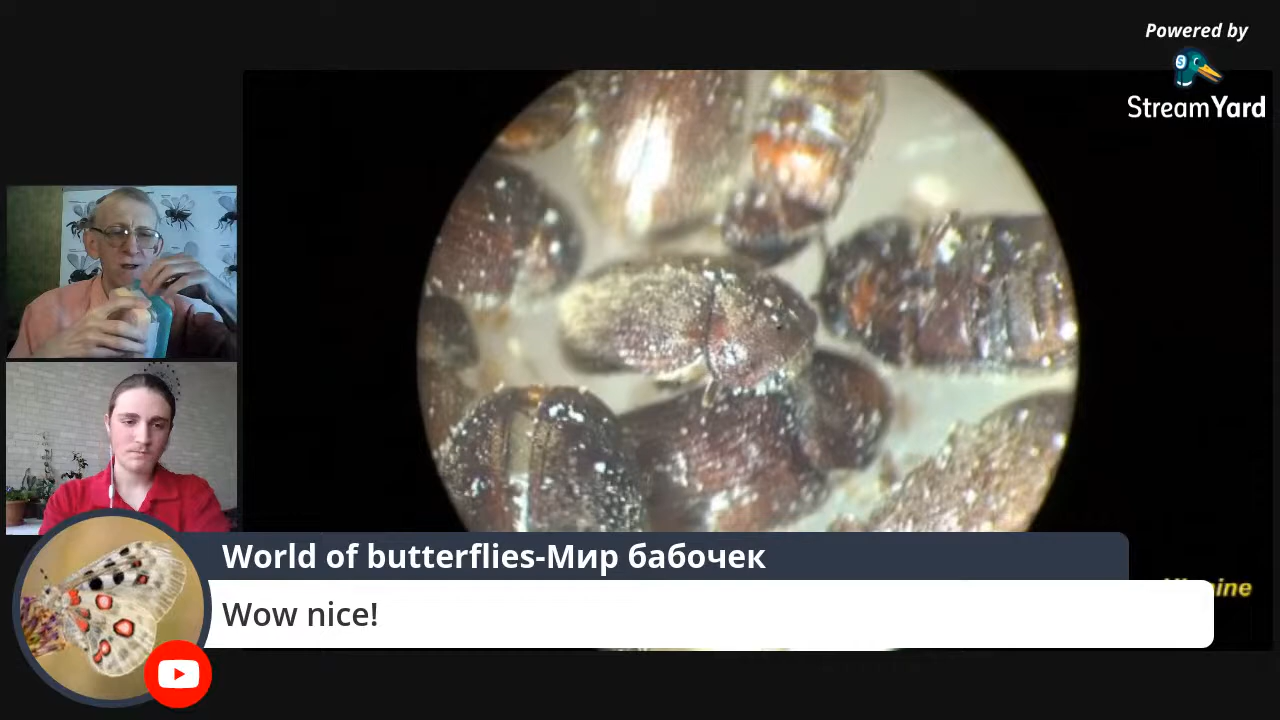 Powered by
StreamYard
World of butterflies-Мир бабочек
Wow nice!